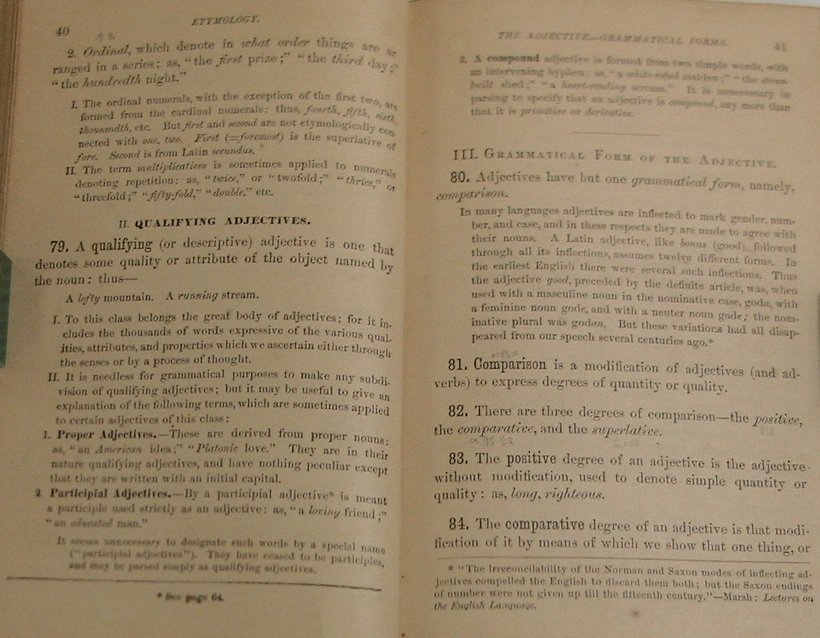 40
ETYMOLOGY.
2. Ordinal, which denote in what order things are ar
ranged in a series: as, "the first prize;" "the third day;"
"the hundredth night."
I. The ordinal numerals, with the exception of the first two, are
formed from the cardinal numerals: thus, fourth, fifth, sixth,
thousandth, etc. But first and second are not etymologically con
nected with one, two. First (=foremost) is the superlative of
fore. Second is from Latin secundus.
II. The term multiplicatives is sometimes applied to numerals
denoting repetition: as, "twice," or "twofold;" "thrice," or
"threefold;" "fifty-fold," "double," etc.
II. QUALIFYING ADJECTIVES.
79. A qualifying (or descriptive) adjective is one that
denotes some quality or attribute of the object named by
the noun: thus—
A lofty mountain. A running stream.
I. To this class belongs the great body of adjectives; for it in-
cludes the thousands of words expressive of the various qual-
ities, attributes, and properties which we ascertain either through
the senses or by a process of thought.
II. It is needless for grammatical purposes to make any subdi-
vision of qualifying adjectives; but it may be useful to give an
explanation of the following terms, which are sometimes applied
to certain adjectives of this class:
1. Proper Adjectives.—These are derived from proper nouns:
as, "an American idea;" "Platonic love." They are in their
nature qualifying adjectives, and have nothing peculiar except
that they are written with an initial capital.
2. Participial Adjectives.—By a participial adjective* is meant
a participle used strictly as an adjective: as, "a loving friend;"
"an educated man."
It seems unnecessary to designate such words by a special name
("participial adjectives"). They have ceased to be participles,
and may be parsed simply as qualifying adjectives.
* See page 64.
THE ADJECTIVE.—GRAMMATICAL FORMS.
41
3. A compound adjective is formed from two simple words, with
an intervening hyphen: as, "a white-robed maiden;" "the
built shed;" "a heart-rending scream." It is unnecessary in
parsing to specify that an adjective is compound, any more than
that it is primitive or derivative.
III. GRAMMATICAL FORM OF THE ADJECTIVE.
80. Adjectives have but one grammatical form, namely,
comparison.
In many languages adjectives are inflected to mark gender, num-
ber, and case, and in these respects they are made to agree with
their nouns. A Latin adjective, like bonus (good), followed
through all its inflections, assumes twelve different forms. In
the earliest English there were several such inflections. Thus
the adjective good, preceded by the definite article, was, when
used with a masculine noun in the nominative case, goda, with
a feminine noun gode, and with a neuter noun gode; the nom-
inative plural was godan. But these variations had all disap-
peared from our speech several centuries ago.*
81. Comparison is a modification of adjectives (and ad-
verbs) to express degrees of quantity or quality.
82. There are three degrees of comparison—the positive,
the comparative, and the superlative.
83. The positive degree of an adjective is the adjective
without modification, used to denote simple quantity or
quality: as, long, righteous.
84. The comparative degree of an adjective is that modi-
fication of it by means of which we show that one thing, or
* "The irreconcilability of the Norman and Saxon modes of inflecting ad-
jectives compelled the English to discard them both; but the Saxon endings
of number were not given up till the fifteenth century."—Marsh: Lectures on
the English Language.